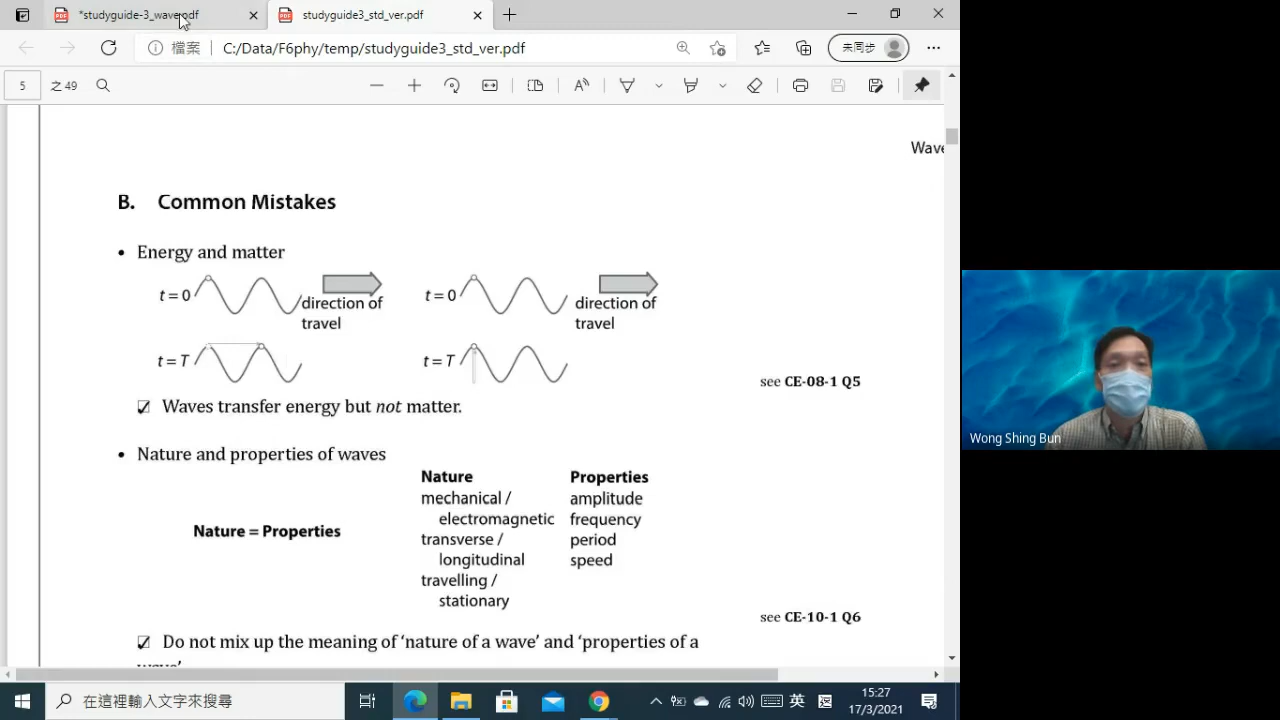 *studyguide-3_wave.pdf
studyguide3_std_ver.pdf
檔案
C:/Data/F6phy/temp/studyguide3_std_ver.pdf
未同步
5
之 49
Wave
B. Common Mistakes
• Energy and matter
t = 0
direction of
travel
t = 0
direction of
travel
t = T
t = T
see CE-08-1 Q5
☑ Waves transfer energy but not matter.
• Nature and properties of waves
Nature = Properties
Nature
mechanical /
electromagnetic
transverse /
longitudinal
travelling /
stationary
Properties
amplitude
frequency
period
speed
see CE-10-1 Q6
☑ Do not mix up the meaning of ‘nature of a wave’ and ‘properties of a
wave’
Wong Shing Bun
在這裡輸入文字來搜尋
英
15:27
17/3/2021